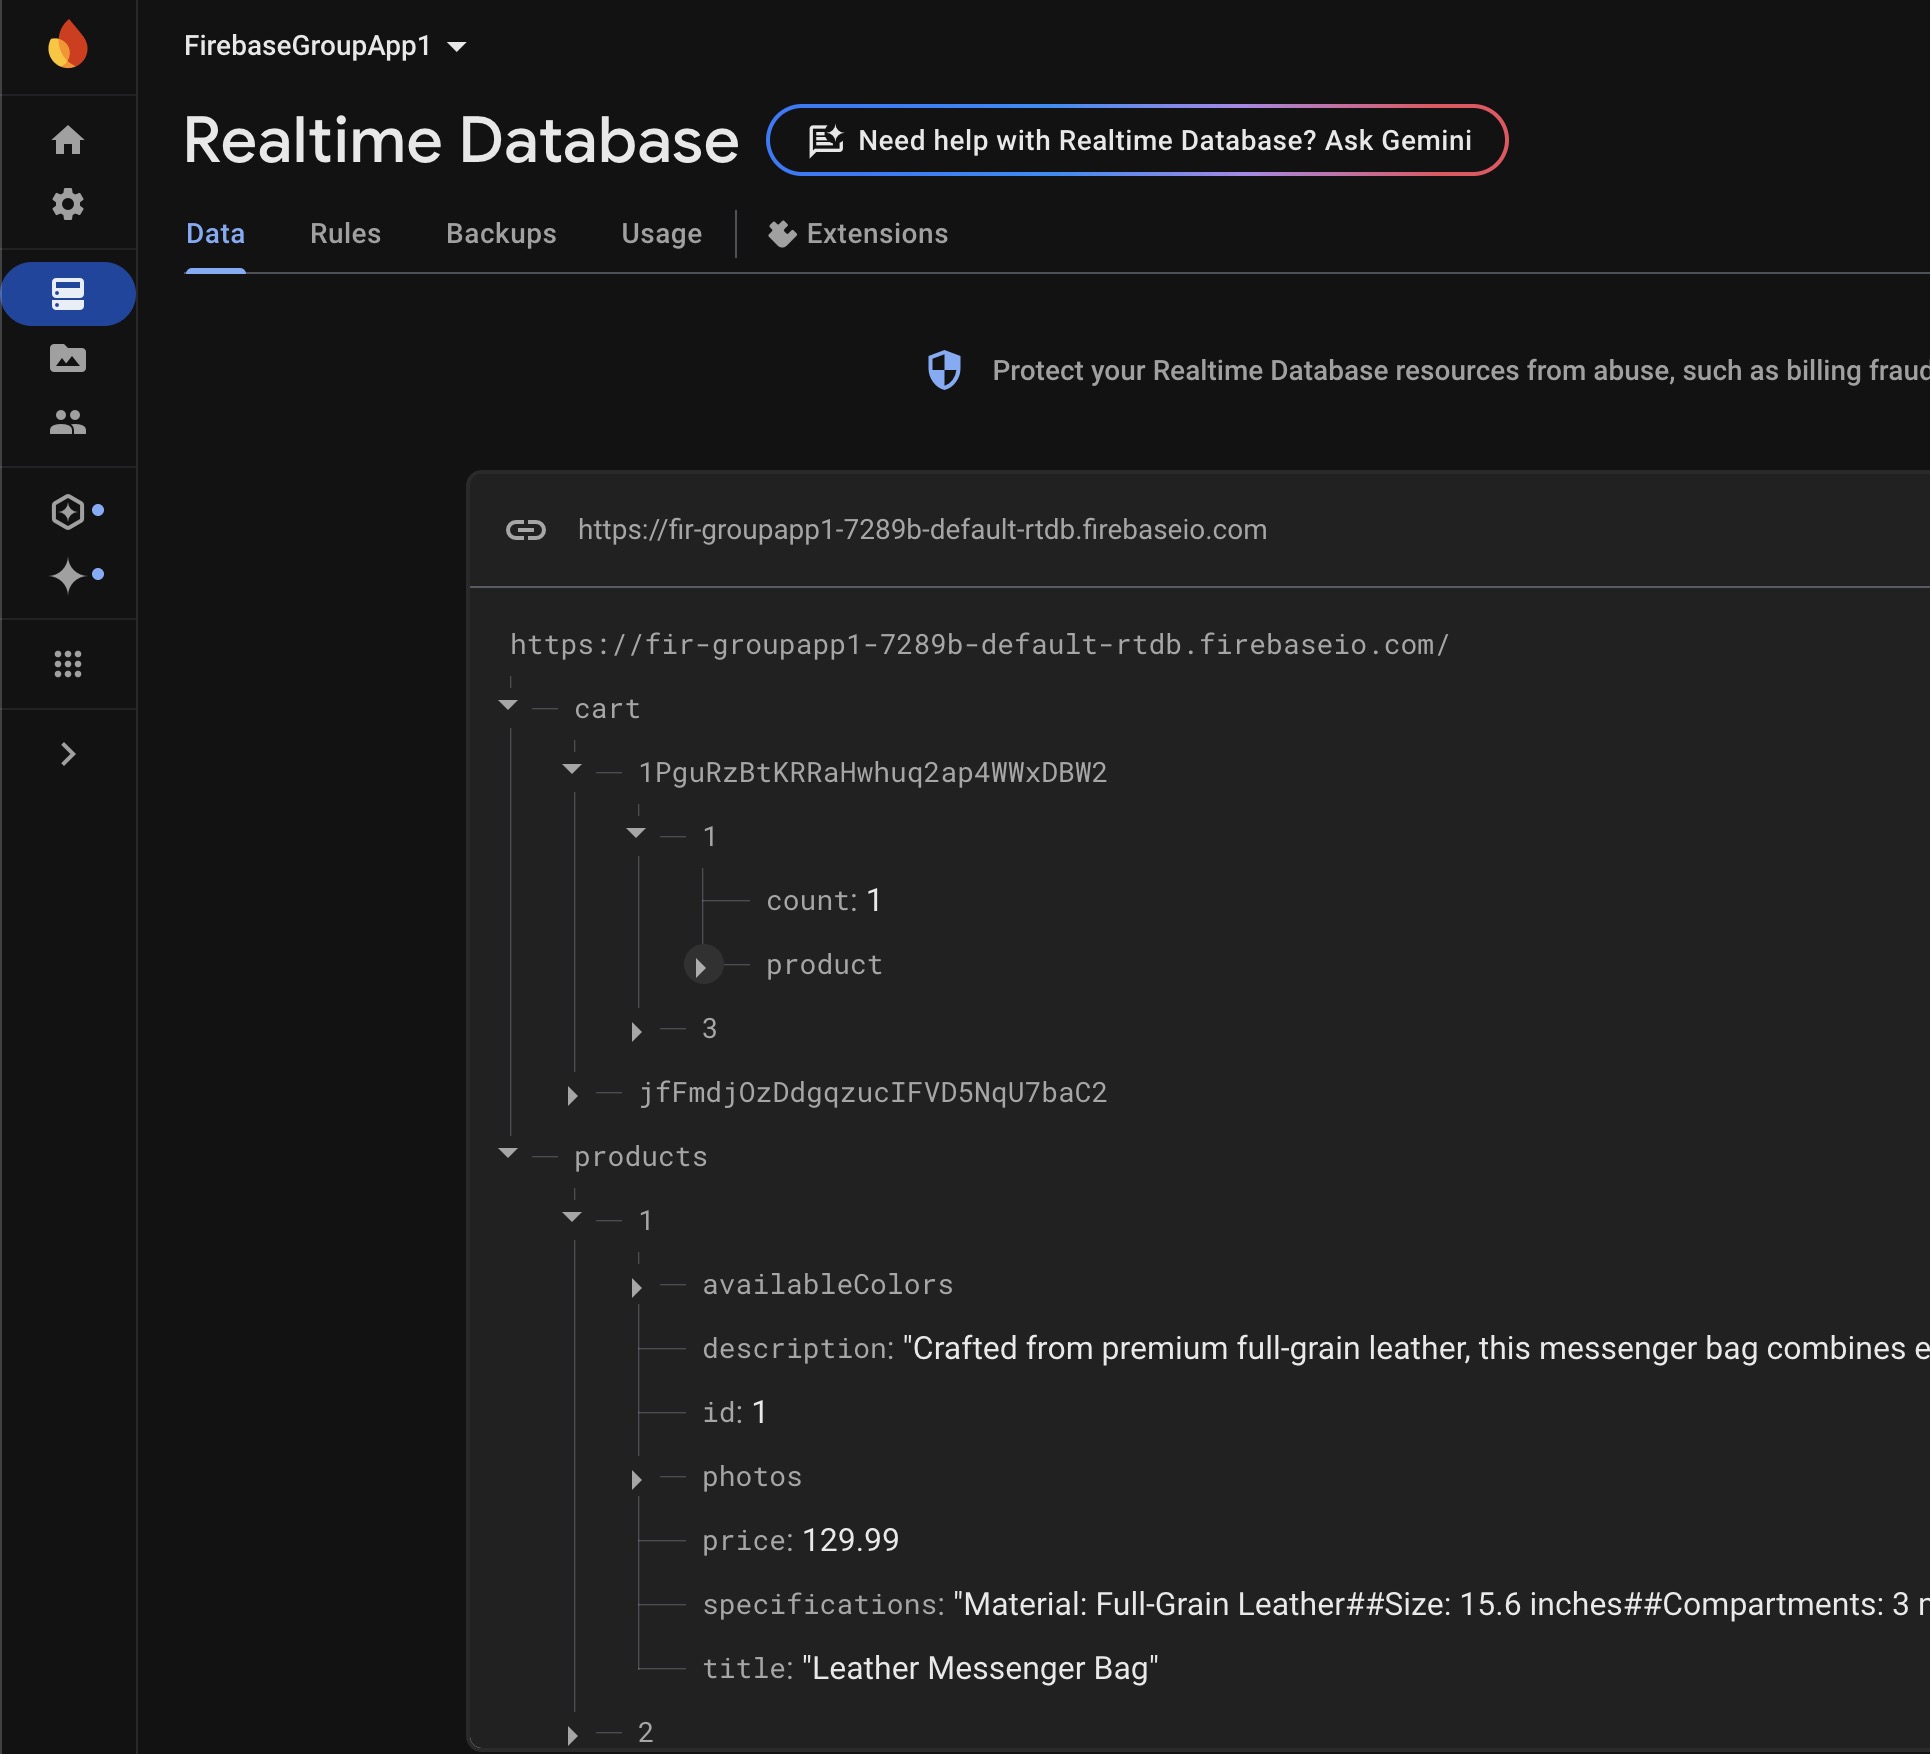 FirebaseGroupApp1
Realtime Database
Need help with Realtime Database? Ask Gemini
Data Rules Backups Usage Extensions
Protect your Realtime Database resources from abuse, such as billing fraud
https://fir-groupapp1-7289b-default-rtdb.firebaseio.com
https://fir-groupapp1-7289b-default-rtdb.firebaseio.com/
cart
1PguRzBtKRRaHwhuq2ap4WWxDBW2
1
count: 1
product
3
jfFmdjOzDdgqzucIFVD5NqU7baC2
products
1
availableColors
description: "Crafted from premium full-grain leather, this messenger bag combines
id: 1
photos
price: 129.99
specifications: "Material: Full-Grain Leather##Size: 15.6 inches##Compartments: 3
title: "Leather Messenger Bag"
2